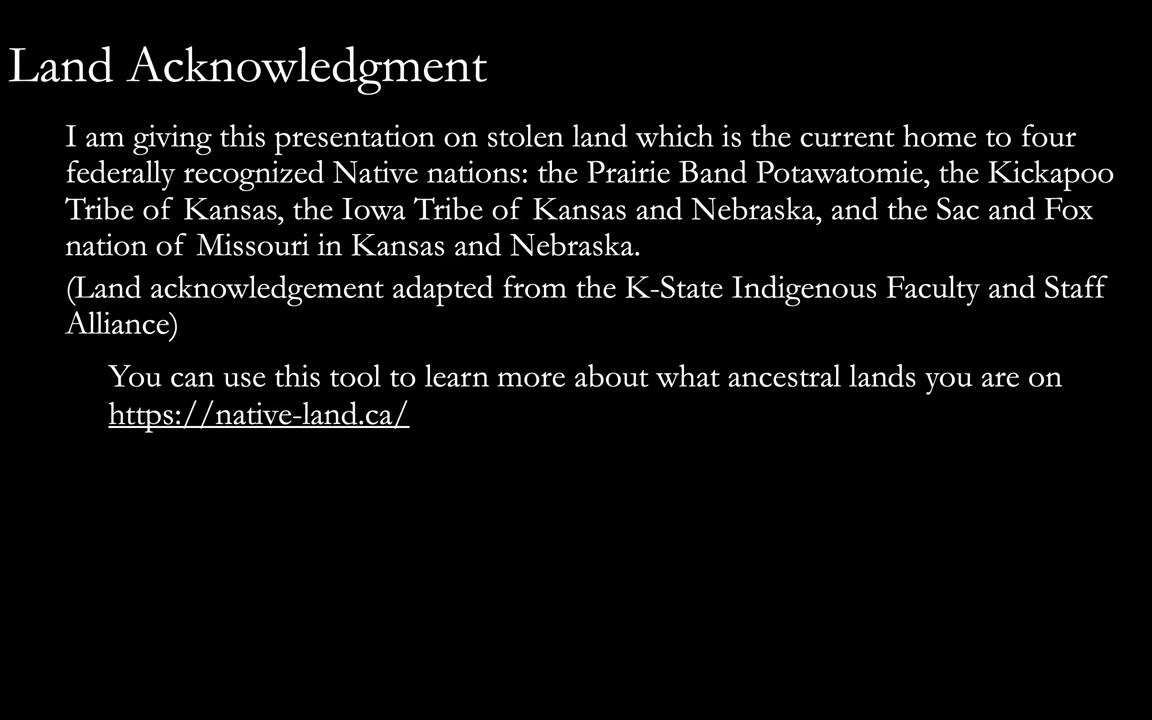 Land Acknowledgment
I am giving this presentation on stolen land which is the current home to four
federally recognized Native nations: the Prairie Band Potawatomie, the Kickapoo
Tribe of Kansas, the Iowa Tribe of Kansas and Nebraska, and the Sac and Fox
nation of Missouri in Kansas and Nebraska.
(Land acknowledgement adapted from the K-State Indigenous Faculty and Staff
Alliance)
You can use this tool to learn more about what ancestral lands you are on
https://native-land.ca/